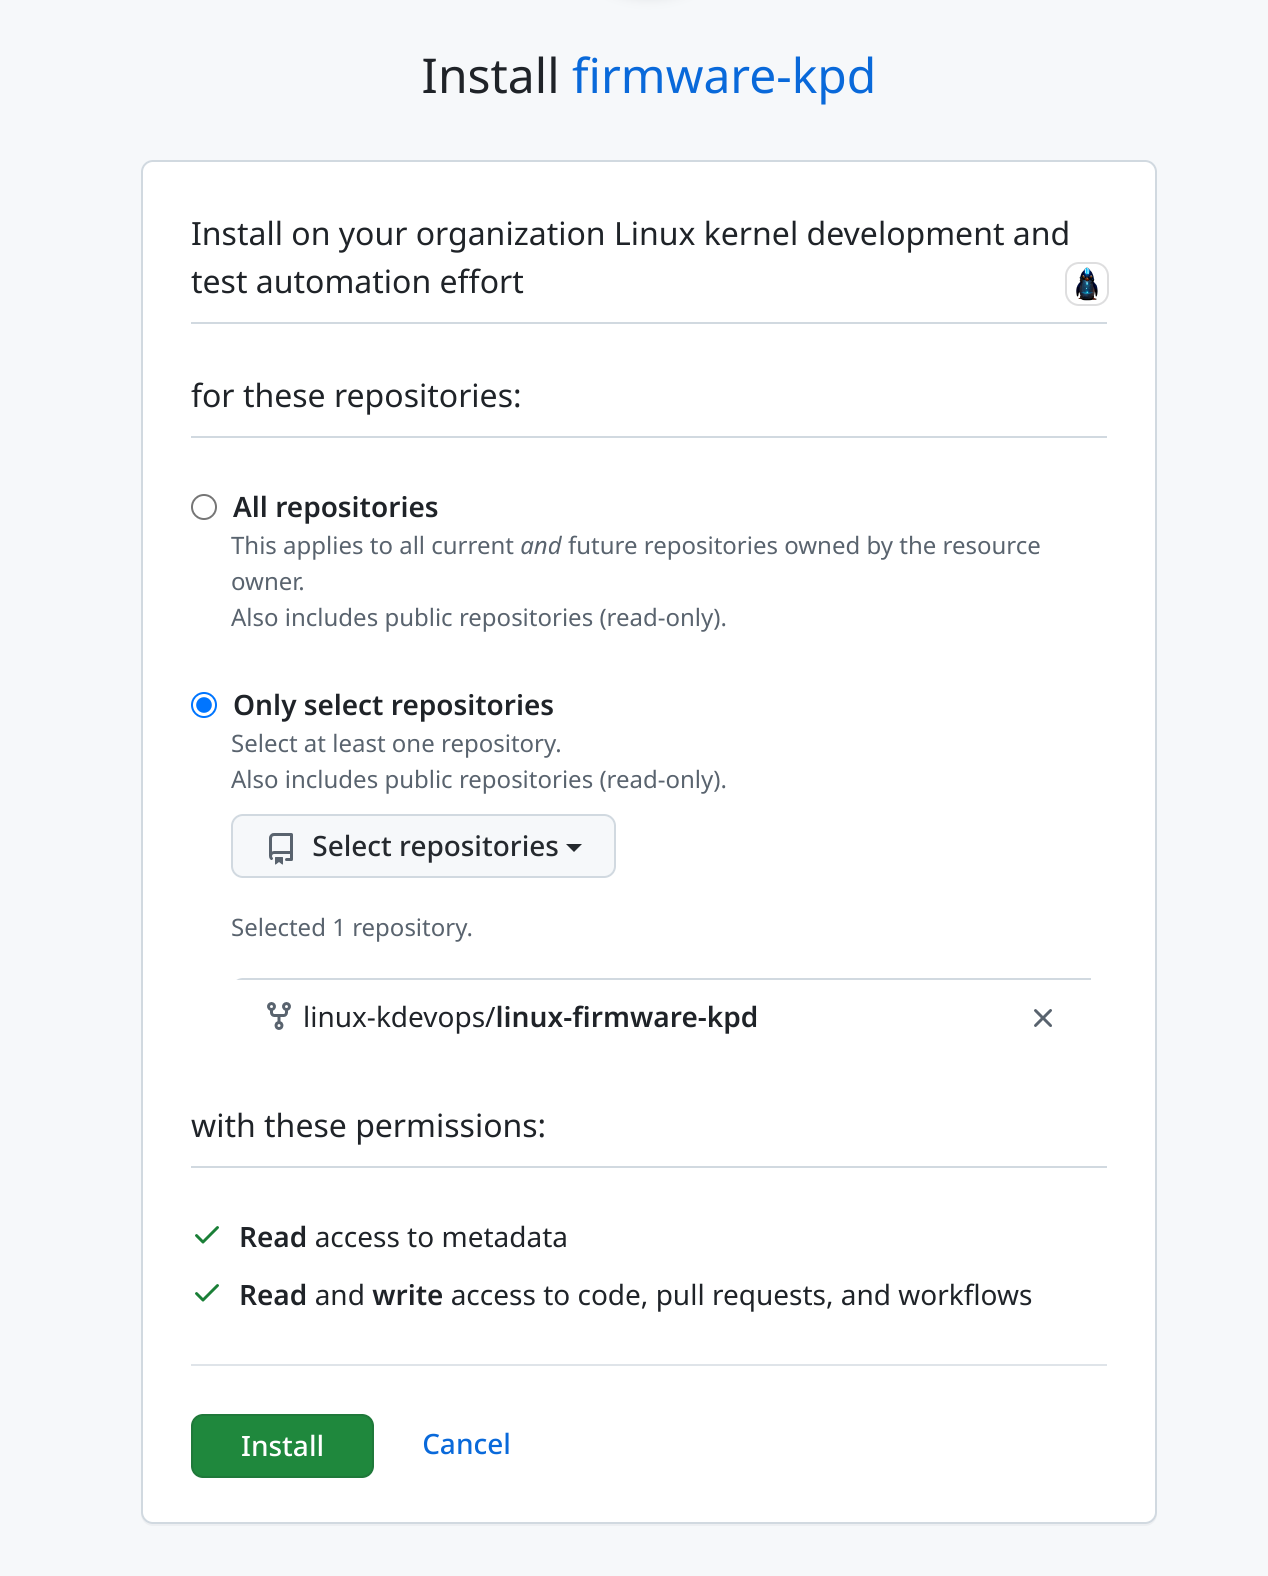 Install firmware-kpd
Install on your organization Linux kernel development and
test automation effort
for these repositories:
All repositories
This applies to all current and future repositories owned by the resource
owner.
Also includes public repositories (read-only).
Only select repositories
Select at least one repository.
Also includes public repositories (read-only).
Select repositories
Selected 1 repository.
linux-kdevops/linux-firmware-kpd
with these permissions:
Read access to metadata
Read and write access to code, pull requests, and workflows
Install Cancel